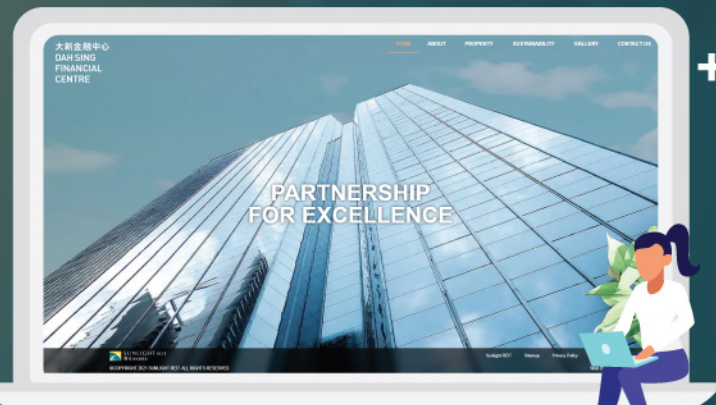 大新金融中心
DAH SING
FINANCIAL
CENTRE
HOME ABOUT PROPERTY SUSTAINABILITY GALLERY CONTACT US
PARTNERSHIP
FOR EXCELLENCE
SUNLIGHT REIT
Sunlight REIT Sitemap Privacy Policy
©COPYRIGHT 2021 SUNLIGHT REIT. ALL RIGHTS RESERVED.